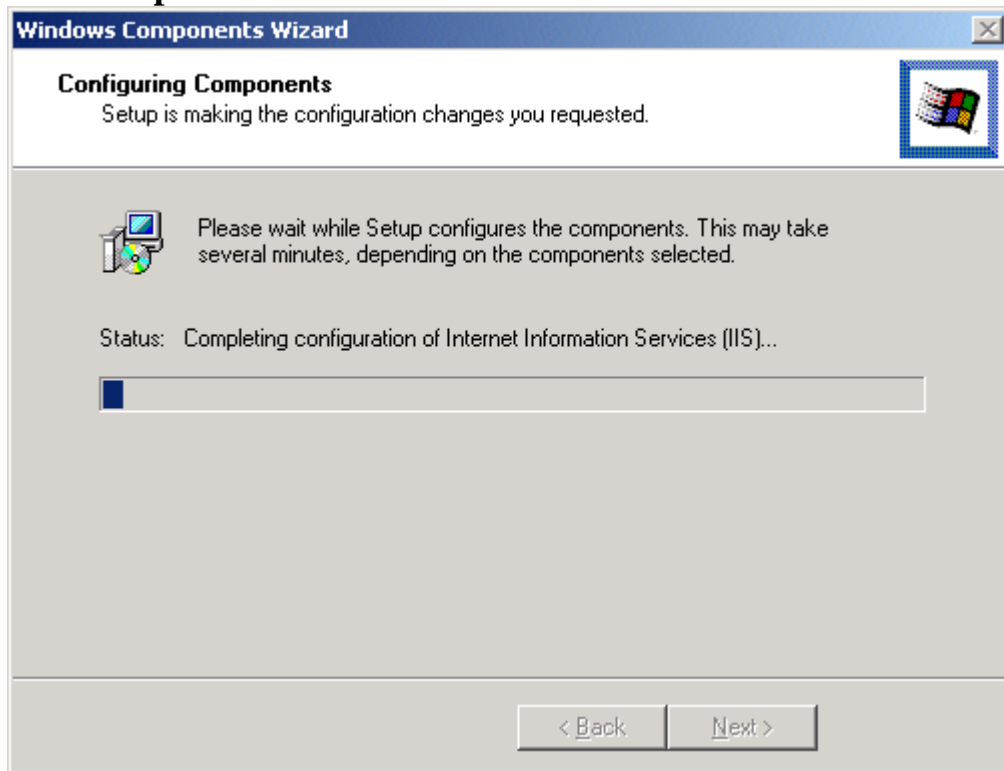 Windows Components Wizard
Configuring Components
Setup is making the configuration changes you requested.
Please wait while Setup configures the components. This may take
several minutes, depending on the components selected.
Status: Completing configuration of Internet Information Services (IIS)...
< Back Next >